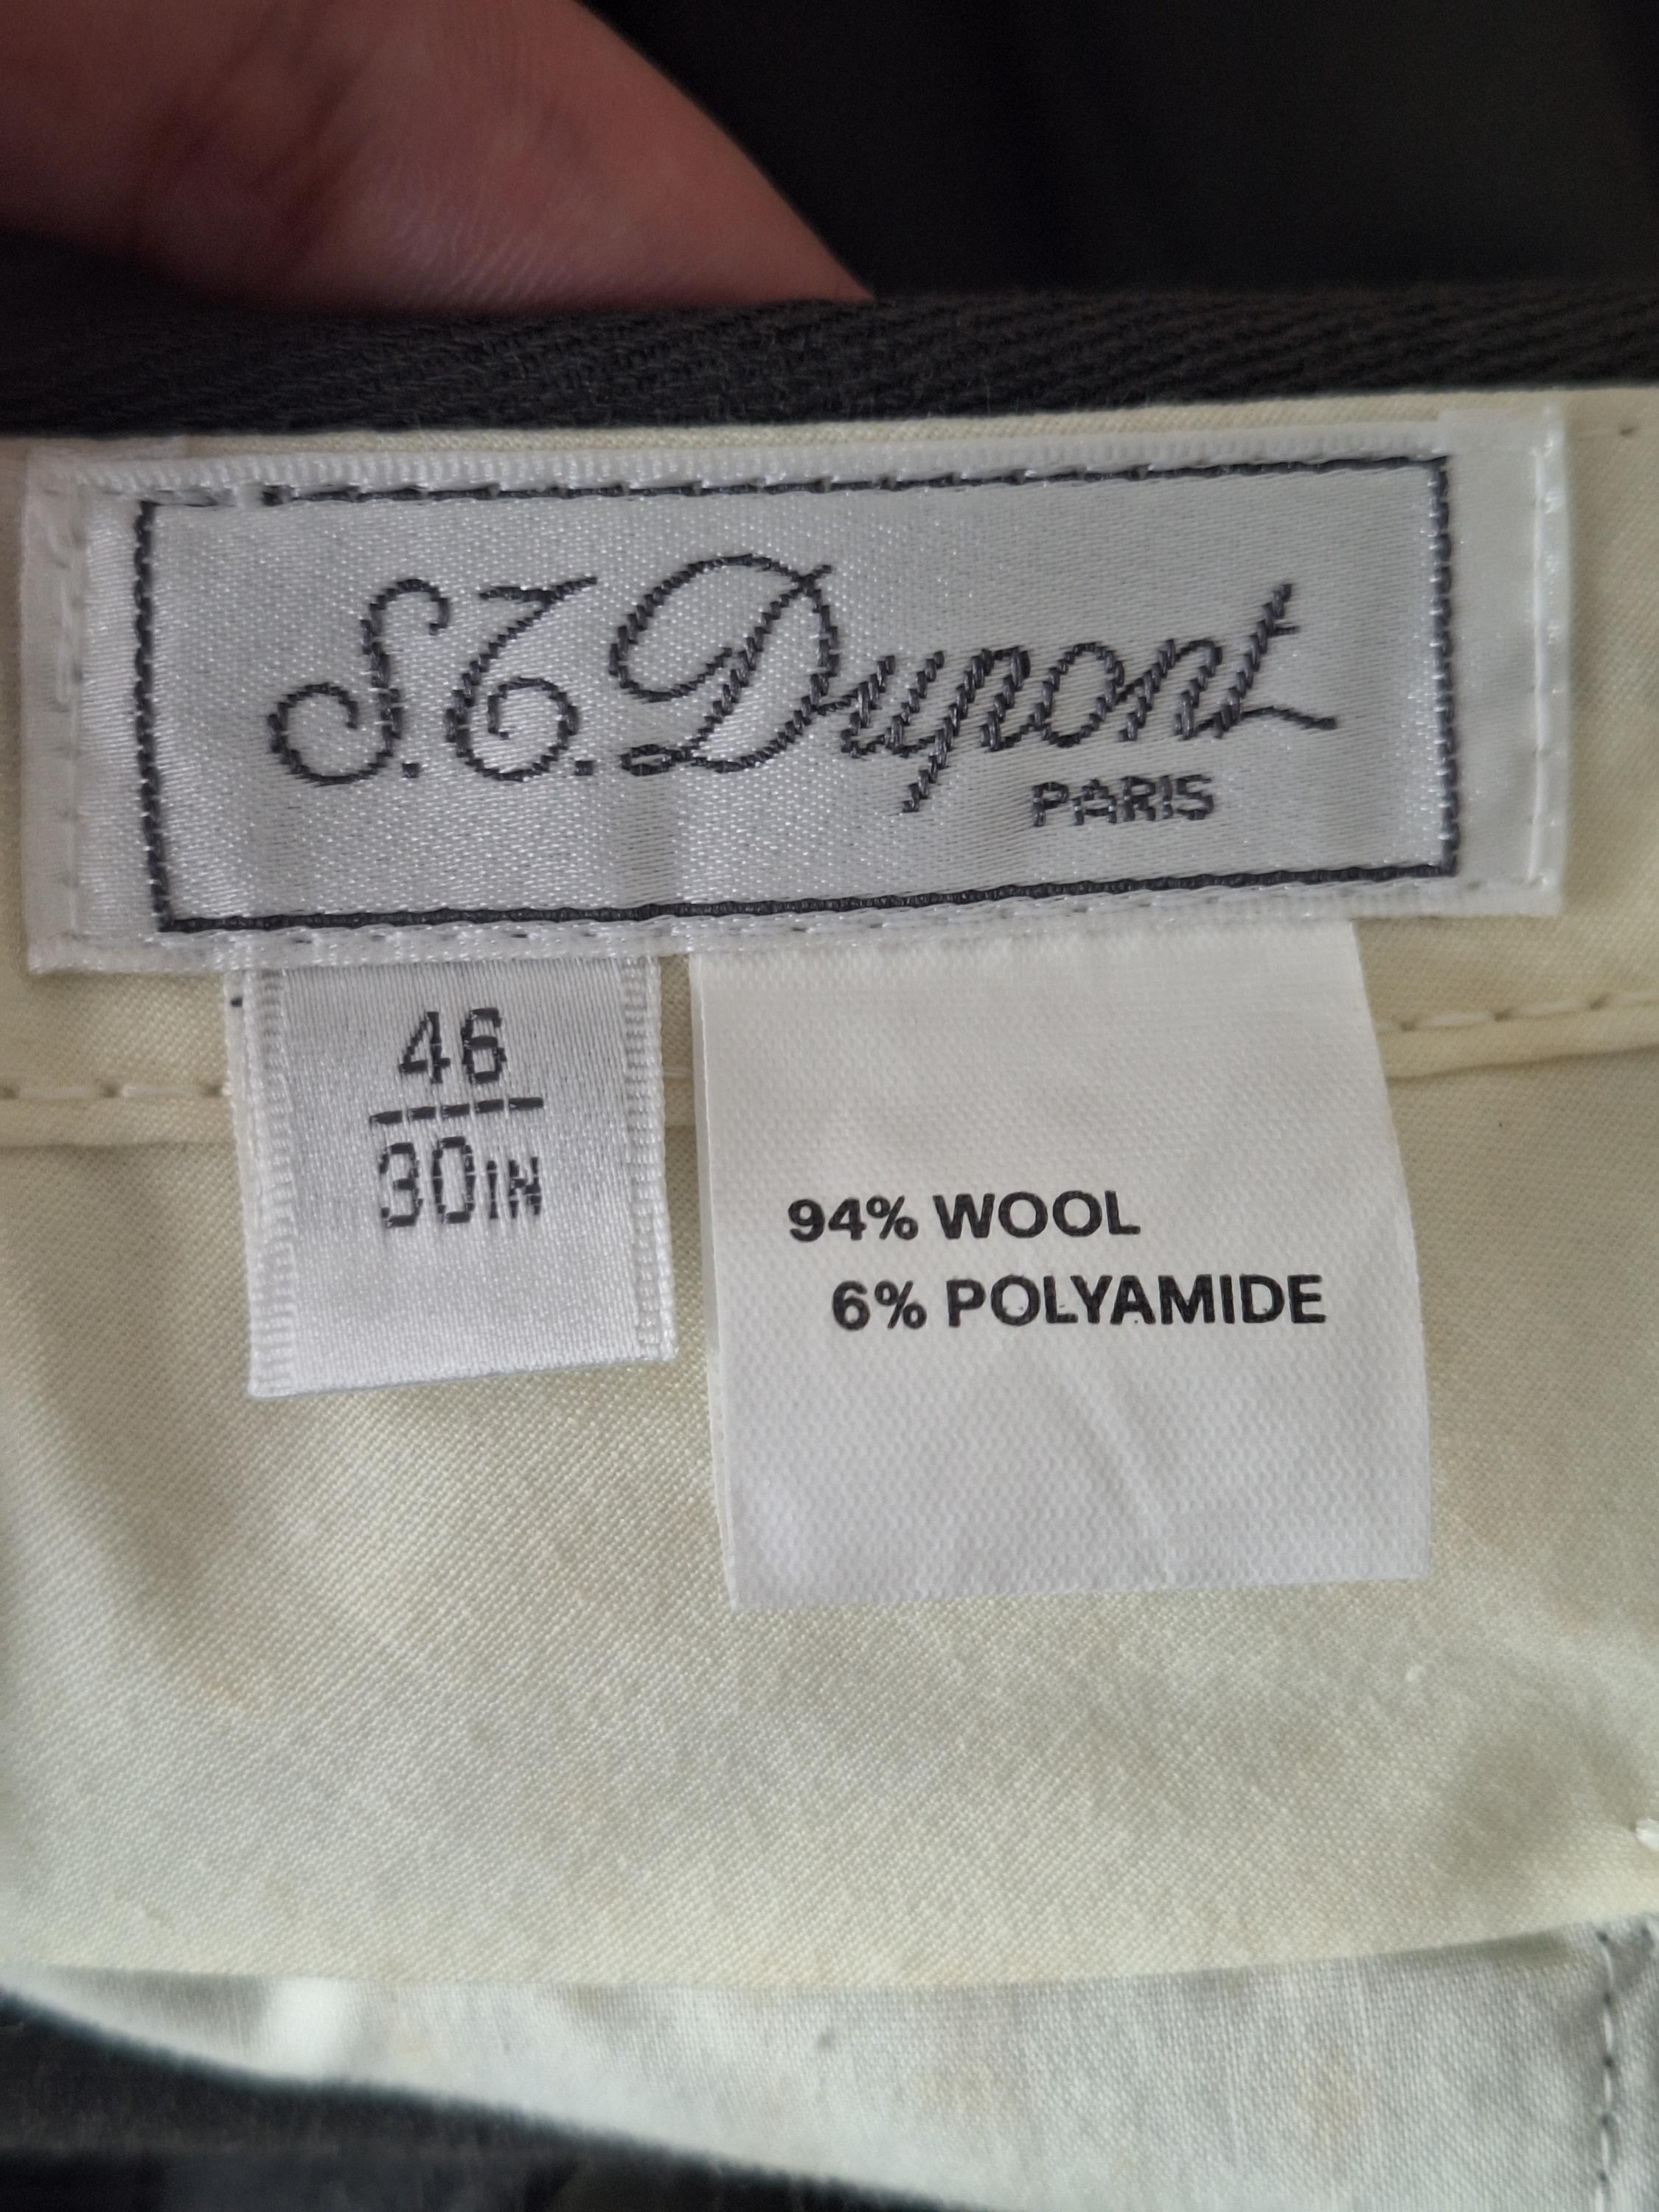 S.T. Dupont
PARIS
46
30IN
94% WOOL
6% POLYAMIDE